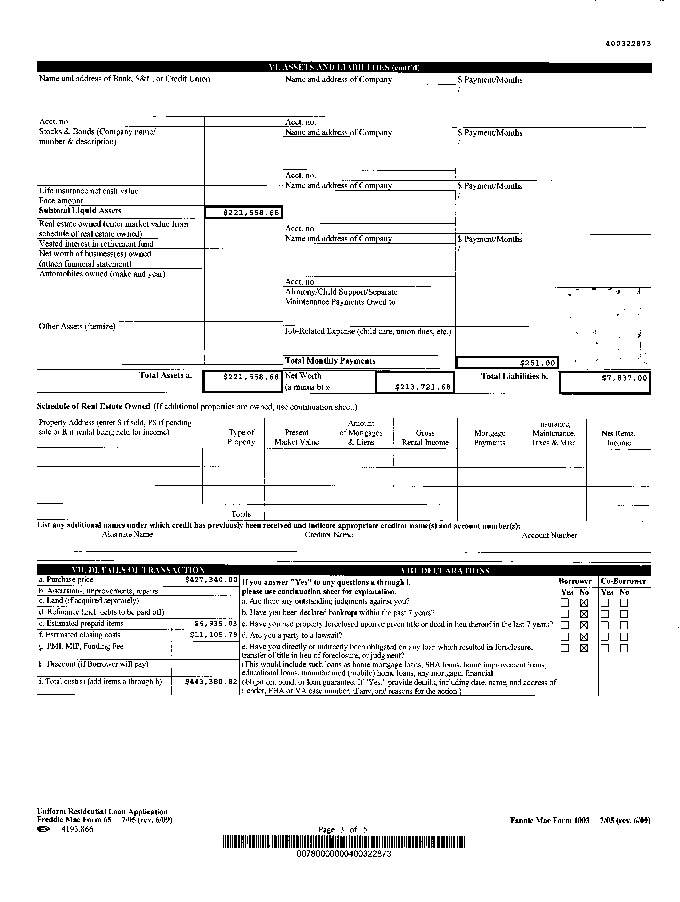 400322873
VI. ASSETS AND LIABILITIES (cont'd)
Name and address of Bank, S&L, or Credit Union
Name and address of Company
$ Payment/Months
/
Acct. no.
Acct. no.
Stocks & Bonds (Company name/
number & description)
Name and address of Company
$ Payment/Months
/
Acct. no.
Life insurance net cash value
Face amount
Name and address of Company
$ Payment/Months
/
Subtotal Liquid Assets
$221,558.68
Real estate owned (enter market value from
schedule of real estate owned)
Acct. no.
Vested interest in retirement fund
Name and address of Company
$ Payment/Months
/
Net worth of business(es) owned
(attach financial statement)
Automobiles owned (make and year)
Acct. no.
Alimony/Child Support/Separate
Maintenance Payments Owed to
Other Assets (itemize)
Job-Related Expense (child care, union dues, etc.)
Total Monthly Payments
$251.00
Total Assets a.
$221,558.68
Net Worth
(a minus b)
$213,721.68
Total Liabilities b.
$7,837.00
Schedule of Real Estate Owned (If additional properties are owned, use continuation sheet.)
Property Address (enter S if sold, PS if pending
sale or R if rental being held for income)
Type of
Property
Present
Market Value
Amount
of Mortgages
& Liens
Gross
Rental Income
Mortgage
Payments
Insurance,
Maintenance,
Taxes & Misc.
Net Rental
Income
Totals
List any additional names under which credit has previously been received and indicate appropriate creditor name(s) and account number(s):
Alternate Name
Creditor Name
Account Number
VII. DETAILS OF TRANSACTION
VIII. DECLARATIONS
a. Purchase price
$427,340.00
b. Alterations, improvements, repairs
c. Land (if acquired separately)
d. Refinance (incl. debts to be paid off)
e. Estimated prepaid items
f. Estimated closing costs
$11,105.79
g. PMI, MIP, Funding Fee
h. Discount (if Borrower will pay)
i. Total costs (add items a through h)
$443,380.82
If you answer "Yes" to any questions a through i,
please use continuation sheet for explanation.
Borrower
Co-Borrower
Yes No
Yes No
a. Are there any outstanding judgments against you?
b. Have you been declared bankrupt within the past 7 years?
c. Have you had property foreclosed upon or given title or deed in lieu thereof in the last 7 years?
d. Are you a party to a lawsuit?
e. Have you directly or indirectly been obligated on any loan which resulted in foreclosure,
transfer of title in lieu of foreclosure, or judgment?
(This would include such loans as home mortgage loans, SBA loans, home improvement loans,
educational loans, manufactured (mobile) home loans, any mortgage, financial
obligation, bond, or loan guarantee. If "Yes," provide details, including date, name, and address of
Lender, FHA or VA case number, if any, and reasons for the action.)
Uniform Residential Loan Application
Freddie Mac Form 65 7/05 (rev. 6/09)
Page 3 of 5
Fannie Mae Form 1003 7/05 (rev. 6/09)
0078000000400322873